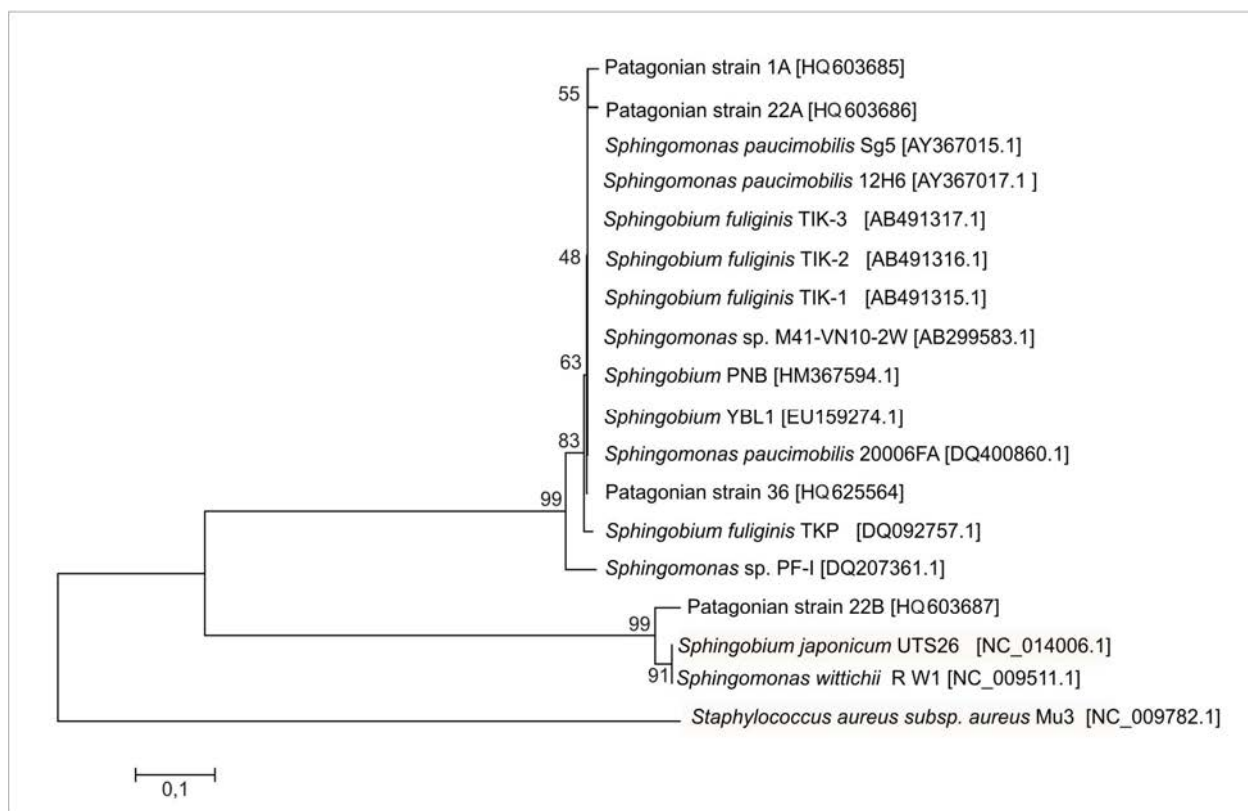 Patagonian strain 1A [HQ603685]
55
Patagonian strain 22A [HQ603686]
Sphingomonas paucimobilis Sg5 [AY367015.1]
Sphingomonas paucimobilis 12H6 [AY367017.1 ]
Sphingobium fuliginis TIK-3 [AB491317.1]
48
Sphingobium fuliginis TIK-2 [AB491316.1]
Sphingobium fuliginis TIK-1 [AB491315.1]
Sphingomonas sp. M41-VN10-2W [AB299583.1]
63
Sphingobium PNB [HM367594.1]
Sphingobium YBL1 [EU159274.1]
83
Sphingomonas paucimobilis 20006FA [DQ400860.1]
Patagonian strain 36 [HQ625564]
99
Sphingobium fuliginis TKP [DQ092757.1]
Sphingomonas sp. PF-I [DQ207361.1]
Patagonian strain 22B [HQ603687]
99
Sphingobium japonicum UTS26 [NC_014006.1]
91
Sphingomonas wittichii R W1 [NC_009511.1]
Staphylococcus aureus subsp. aureus Mu3 [NC_009782.1]
0,1